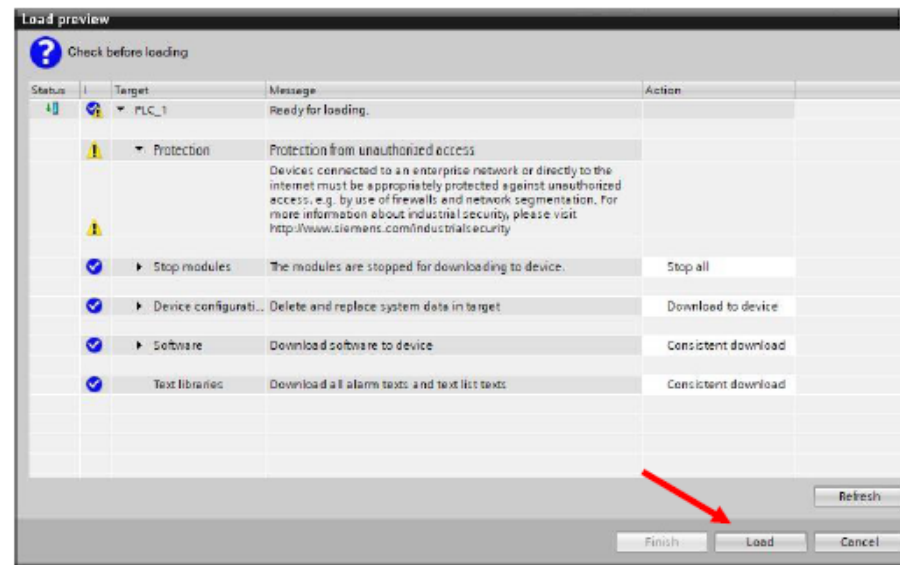 Load preview
Check before loading
Status ! Target Message Action
PLC_1 Ready for loading.
Protection Protection from unauthorized access
Devices connected to an enterprise network or directly to the
internet must be appropriately protected against unauthorized
access, e.g. by use of firewalls and network segmentation. For
more information about industrial security, please visit
http://www.siemens.com/industrialsecurity
Stop modules The modules are stopped for downloading to device. Stop all
Device configurati... Delete and replace system data in target Download to device
Software Download software to device Consistent download
Text libraries Download all alarm texts and text list texts Consistent download
Refresh
Finish Load Cancel